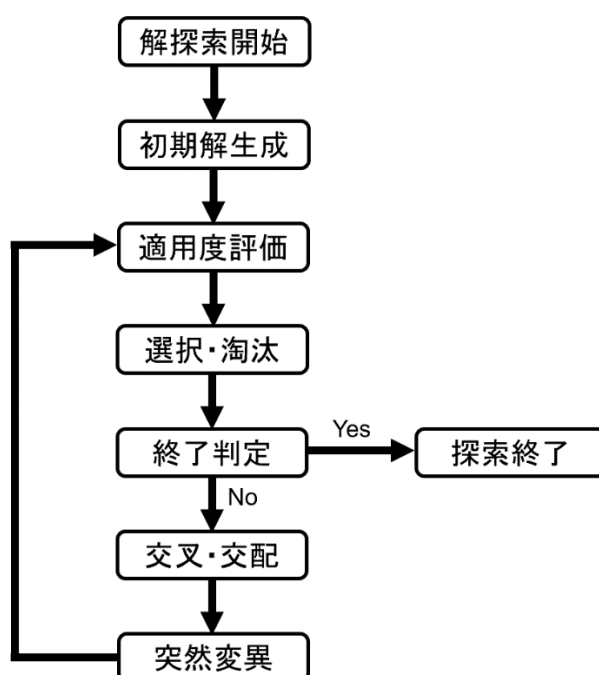 解探索開始
初期解生成
適用度評価
選択・淘汰
終了判定
Yes
探索終了
No
交叉・交配
突然変異